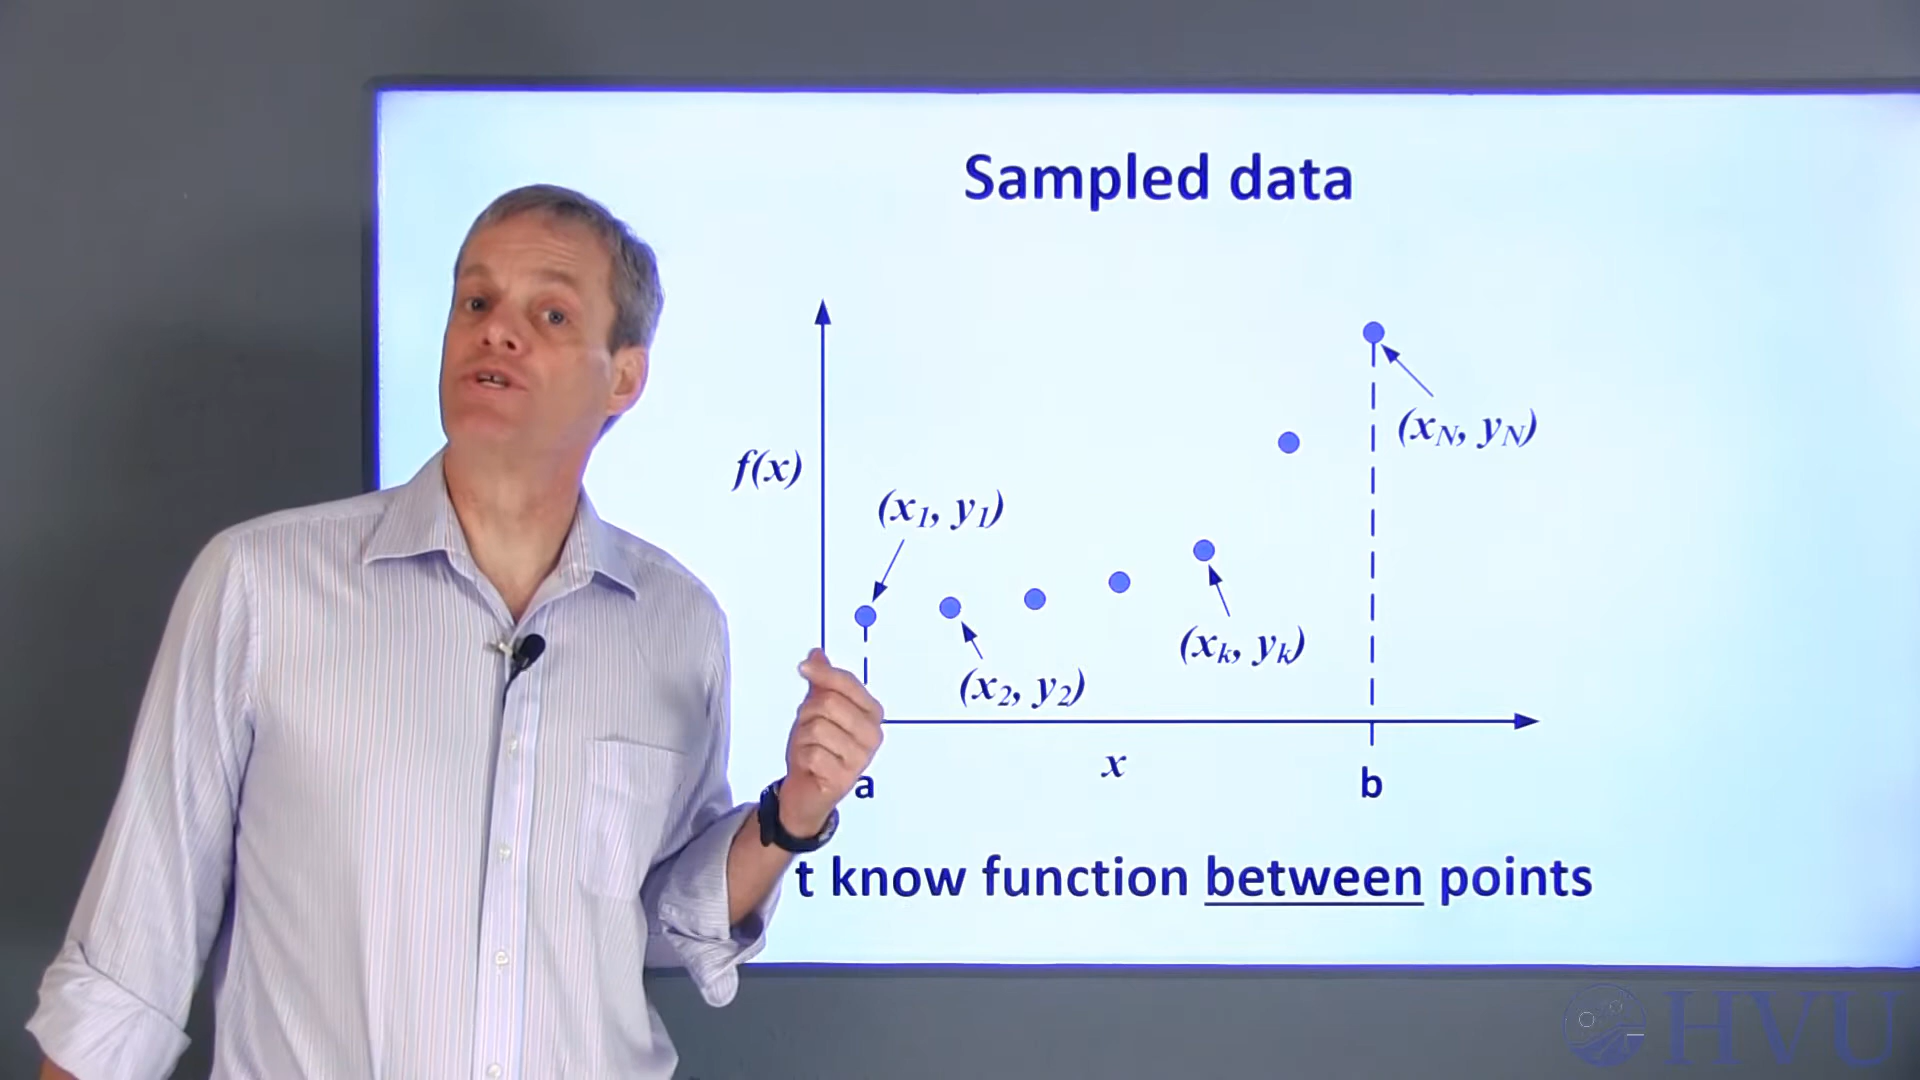 Sampled data
f(x)
(x1, y1)
(x2, y2)
(xk, yk)
(xN, yN)
x
a
b
t know function between points
HVU